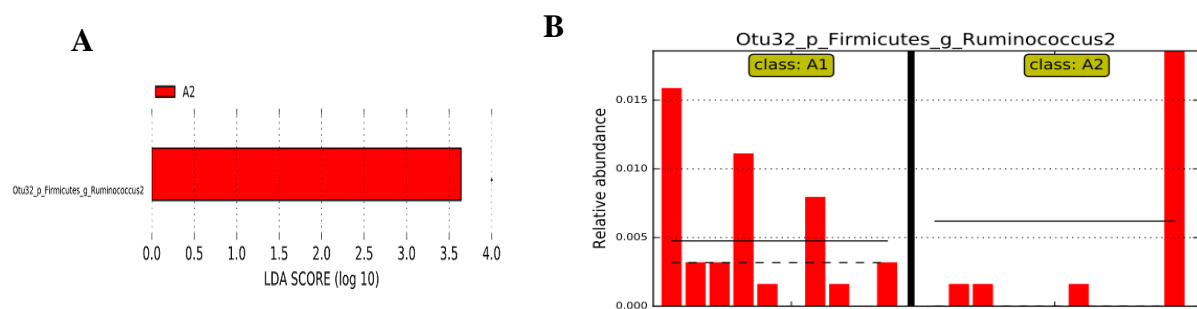 A
A2
Otu32_p_Firmicutes_g_Ruminococcus2
0.0 0.5 1.0 1.5 2.0 2.5 3.0 3.5 4.0
LDA SCORE (log 10)
B
Otu32_p_Firmicutes_g_Ruminococcus2
class: A1 class: A2
Relative abundance
0.015
0.010
0.005
0.000